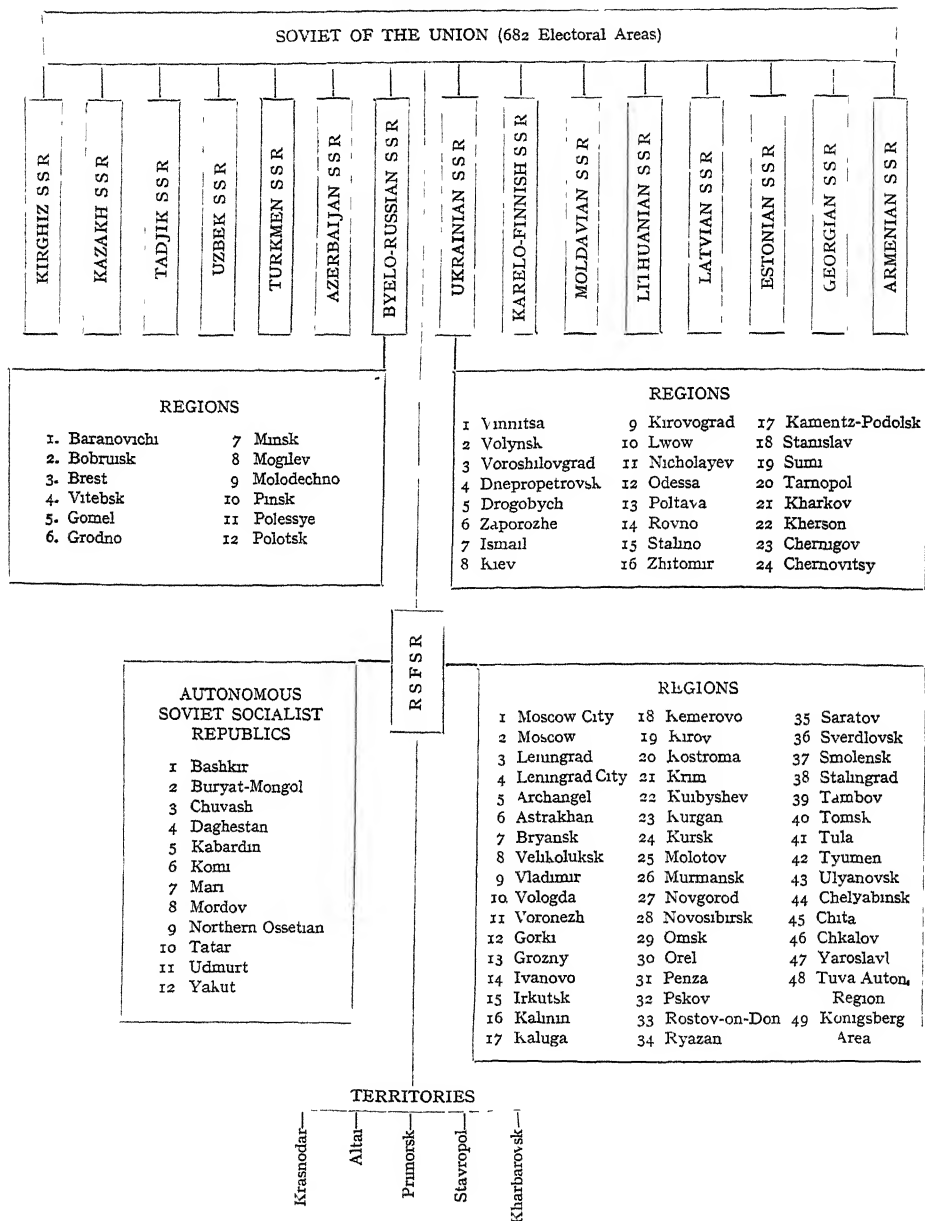 SOVIET OF THE UNION (682 Electoral Areas)
KIRGHIZ SSR
KAZAKH SSR
TADJIK SSR
UZBEK SSR
TURKMEN SSR
AZERBAIJAN SSR
BYELO-RUSSIAN SSR
UKRAINIAN SSR
KARELO-FINNISH SSR
MOLDAVIAN SSR
LITHUANIAN SSR
LATVIAN SSR
ESTONIAN SSR
GEORGIAN SSR
ARMENIAN SSR
REGIONS
1. Baranovichi
2. Bobruisk
3. Brest
4. Vitebsk
5. Gomel
6. Grodno
7 Minsk
8 Mogilev
9 Molodechno
10 Pinsk
11 Polessye
12 Polotsk
REGIONS
1 Vinnitsa
2 Volynsk
3 Voroshilovgrad
4 Dnepropetrovsk
5 Drogobych
6 Zaporozhe
7 Ismail
8 Kiev
9 Kirovograd
10 Lwow
11 Nicholayev
12 Odessa
13 Poltava
14 Rovno
15 Stalino
16 Zhitomir
17 Kamentz-Podolsk
18 Stanislav
19 Sumi
20 Tarnopol
21 Kharkov
22 Kherson
23 Chernigov
24 Chernovitsy
RSFSR
AUTONOMOUS
SOVIET SOCIALIST
REPUBLICS
1 Bashkir
2 Buryat-Mongol
3 Chuvash
4 Daghestan
5 Kabardin
6 Komi
7 Mari
8 Mordov
9 Northern Ossetian
10 Tatar
11 Udmurt
12 Yakut
REGIONS
1 Moscow City
2 Moscow
3 Leningrad
4 Leningrad City
5 Archangel
6 Astrakhan
7 Bryansk
8 Velikoluksk
9 Vladimir
10. Vologda
11 Voronezh
12 Gorki
13 Grozny
14 Ivanovo
15 Irkutsk
16 Kalinin
17 Kaluga
18 Kemerovo
19 Kirov
20 Kostroma
21 Krim
22 Kuibyshev
23 Kurgan
24 Kursk
25 Molotov
26 Murmansk
27 Novgorod
28 Novosibirsk
29 Omsk
30 Orel
31 Penza
32 Pskov
33 Rostov-on-Don
34 Ryazan
35 Saratov
36 Sverdlovsk
37 Smolensk
38 Stalingrad
39 Tambov
40 Tomsk
41 Tula
42 Tyumen
43 Ulyanovsk
44 Chelyabinsk
45 Chita
46 Chkalov
47 Yaroslavl
48 Tuva Auton.
Region
49 Konigsberg
Area
TERRITORIES
Krasnodar
Altai
Primorsk
Stavropol
Kharbarovsk